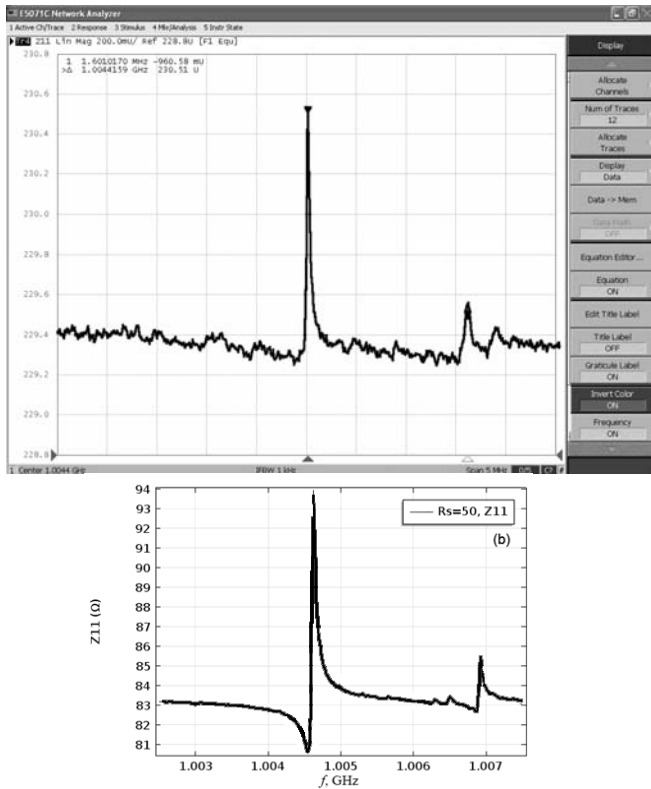 E5071C Network Analyzer
1 Active Ch/Trace 2 Response 3 Stimulus 4 Mkr/Analysis 5 Instr State
Tr4 Z11 Lin Mag 200.0mU/ Ref 228.8U [F1 Equ]
230.8
1 1.6010170 MHz -960.58 mU
>Δ 1.0044159 GHz 230.51 U
230.6
230.4
230.2
230.0
229.8
229.6
229.4
229.2
229.0
228.8
1 Center 1.0044 GHz IFBW 1 kHz Span 5 MHz
Display
Allocate
Channels
Num of Traces
12
Allocate
Traces
Display
Data
Data -> Mem
Data Math
OFF
Equation Editor...
Equation
ON
Edit Title Label
Title Label
OFF
Graticule Label
ON
Invert Color
ON
Frequency
ON
94
93
92
91
90
89
88
87
86
85
84
83
82
81
Z11 (Ω)
Rs=50, Z11
(b)
1.003 1.004 1.005 1.006 1.007
f, GHz